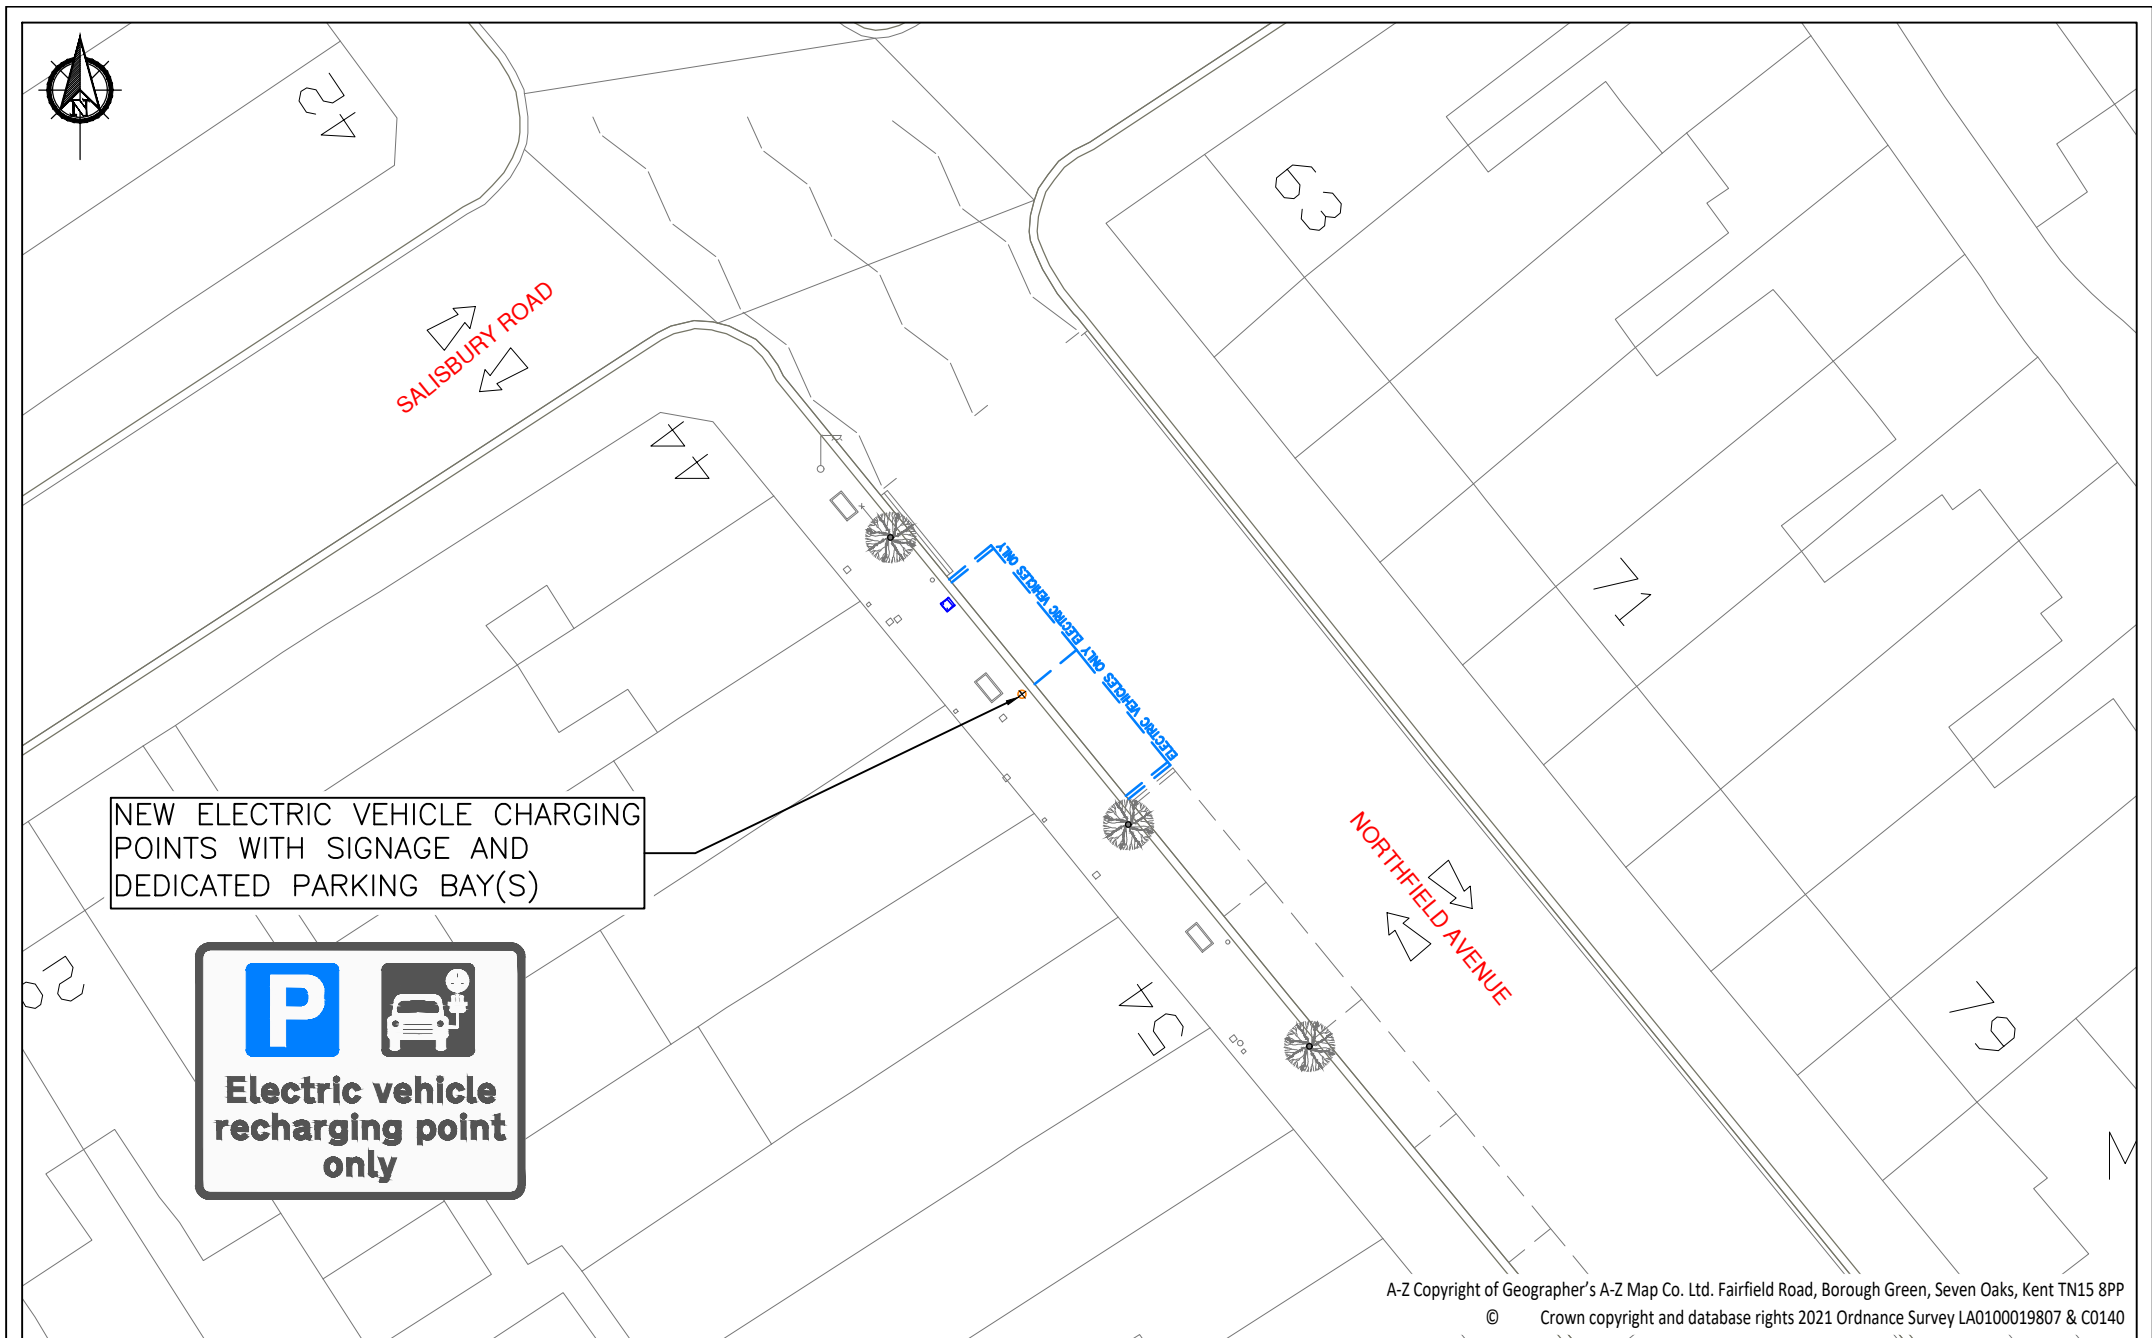 N
42
63
SALISBURY ROAD
44
ELECTRIC VEHICLES ONLY
ELECTRIC VEHICLES ONLY
71
NEW ELECTRIC VEHICLE CHARGING
POINTS WITH SIGNAGE AND
DEDICATED PARKING BAY(S)
NORTHFIELD AVENUE
P
Electric vehicle
recharging point
only
54
79
A-Z Copyright of Geographer's A-Z Map Co. Ltd. Fairfield Road, Borough Green, Seven Oaks, Kent TN15 8PP
© Crown copyright and database rights 2021 Ordnance Survey LA0100019807 & C0140